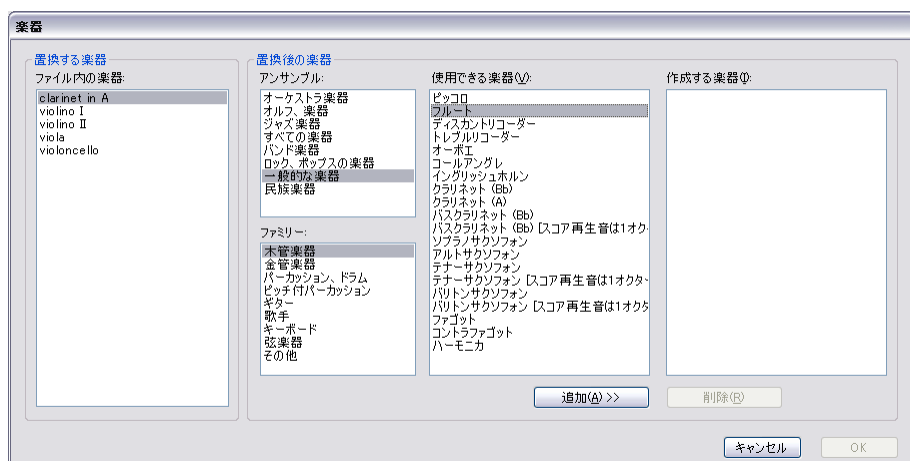 楽器
置換する楽器
ファイル内の楽器:
clarinet in A
violino I
violino II
viola
violoncello
置換後の楽器
アンサンブル:
オーケストラ楽器
オルフ、楽器
ジャズ楽器
すべての楽器
バンド楽器
ロック、ポップスの楽器
一般的な楽器
民族楽器
ファミリー:
木管楽器
金管楽器
パーカッション、ドラム
ピッチ付パーカッション
ギター
歌手
キーボード
弦楽器
その他
使用できる楽器(V):
ピッコロ
フルート
ディスカントリコーダー
トレブルリコーダー
オーボエ
コールアングレ
イングリッシュホルン
クラリネット (Bb)
クラリネット (A)
バスクラリネット (Bb)
バスクラリネット (Bb) [スコア再生音は1オク
ソプラノサクソフォン
アルトサクソフォン
テナーサクソフォン
テナーサクソフォン [スコア再生音は1オクタ
バリトンサクソフォン
バリトンサクソフォン [スコア再生音は1オクタ
ファゴット
コントラファゴット
ハーモニカ
追加(A) >>
作成する楽器(I):
削除(R)
キャンセル
OK